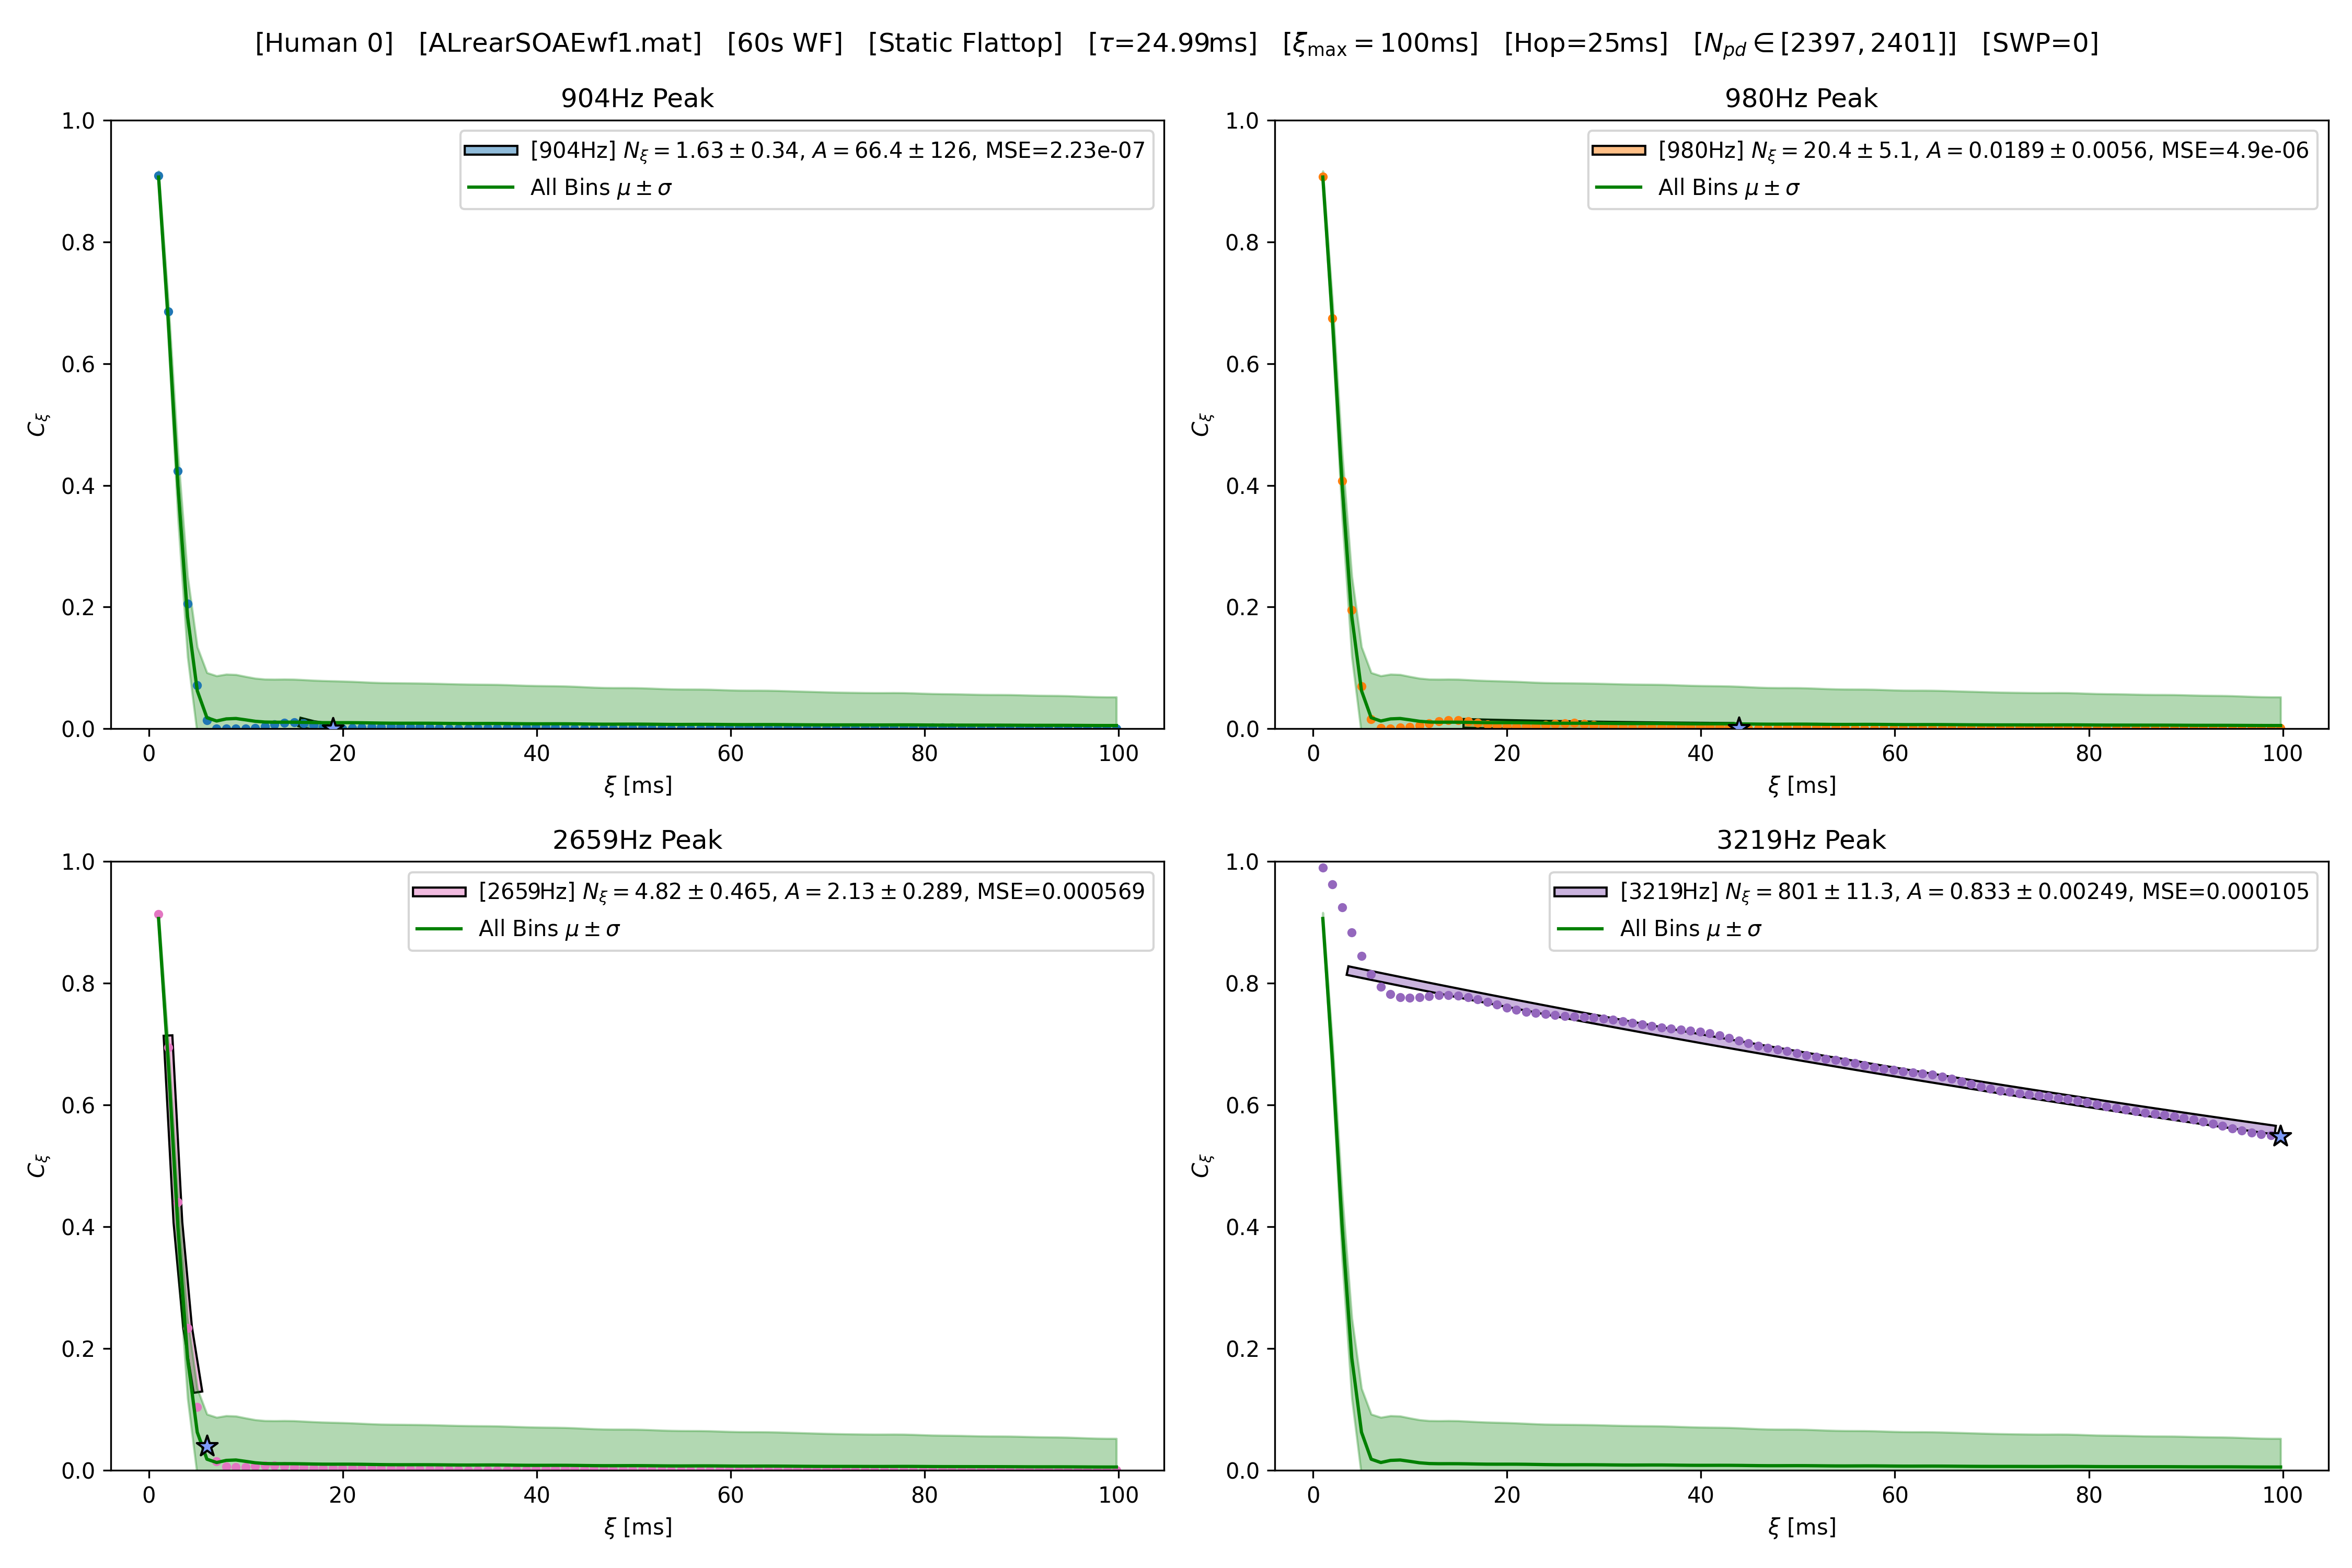 [Human 0] [ALrearSOAEwf1.mat] [60s WF] [Static Flattop] [τ=24.99ms] [ξmax = 100ms] [Hop=25ms] [Npd ∈ [2397, 2401]] [SWP=0]
904Hz Peak
1.0
0.8
0.6
0.4
0.2
0.0
Cξ
[904Hz] Nξ = 1.63 ± 0.34, A = 66.4 ± 126, MSE=2.23e-07
All Bins μ ± σ
0 20 40 60 80 100
ξ [ms]
980Hz Peak
1.0
0.8
0.6
0.4
0.2
0.0
Cξ
[980Hz] Nξ = 20.4 ± 5.1, A = 0.0189 ± 0.0056, MSE=4.9e-06
All Bins μ ± σ
0 20 40 60 80 100
ξ [ms]
2659Hz Peak
1.0
0.8
0.6
0.4
0.2
0.0
Cξ
[2659Hz] Nξ = 4.82 ± 0.465, A = 2.13 ± 0.289, MSE=0.000569
All Bins μ ± σ
0 20 40 60 80 100
ξ [ms]
3219Hz Peak
1.0
0.8
0.6
0.4
0.2
0.0
Cξ
[3219Hz] Nξ = 801 ± 11.3, A = 0.833 ± 0.00249, MSE=0.000105
All Bins μ ± σ
0 20 40 60 80 100
ξ [ms]